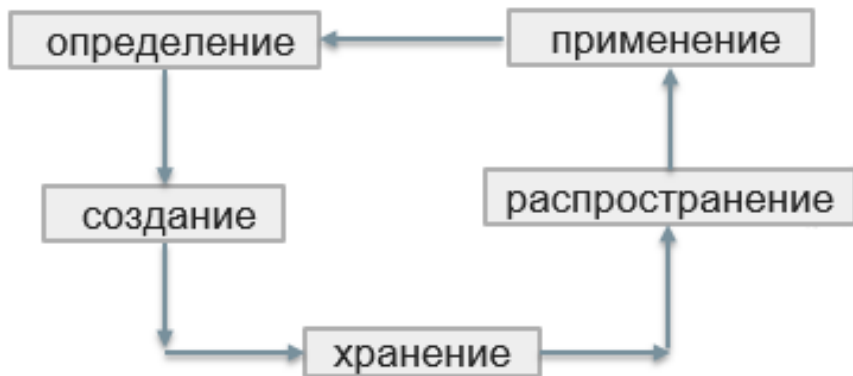 определение
применение
создание
распространение
хранение